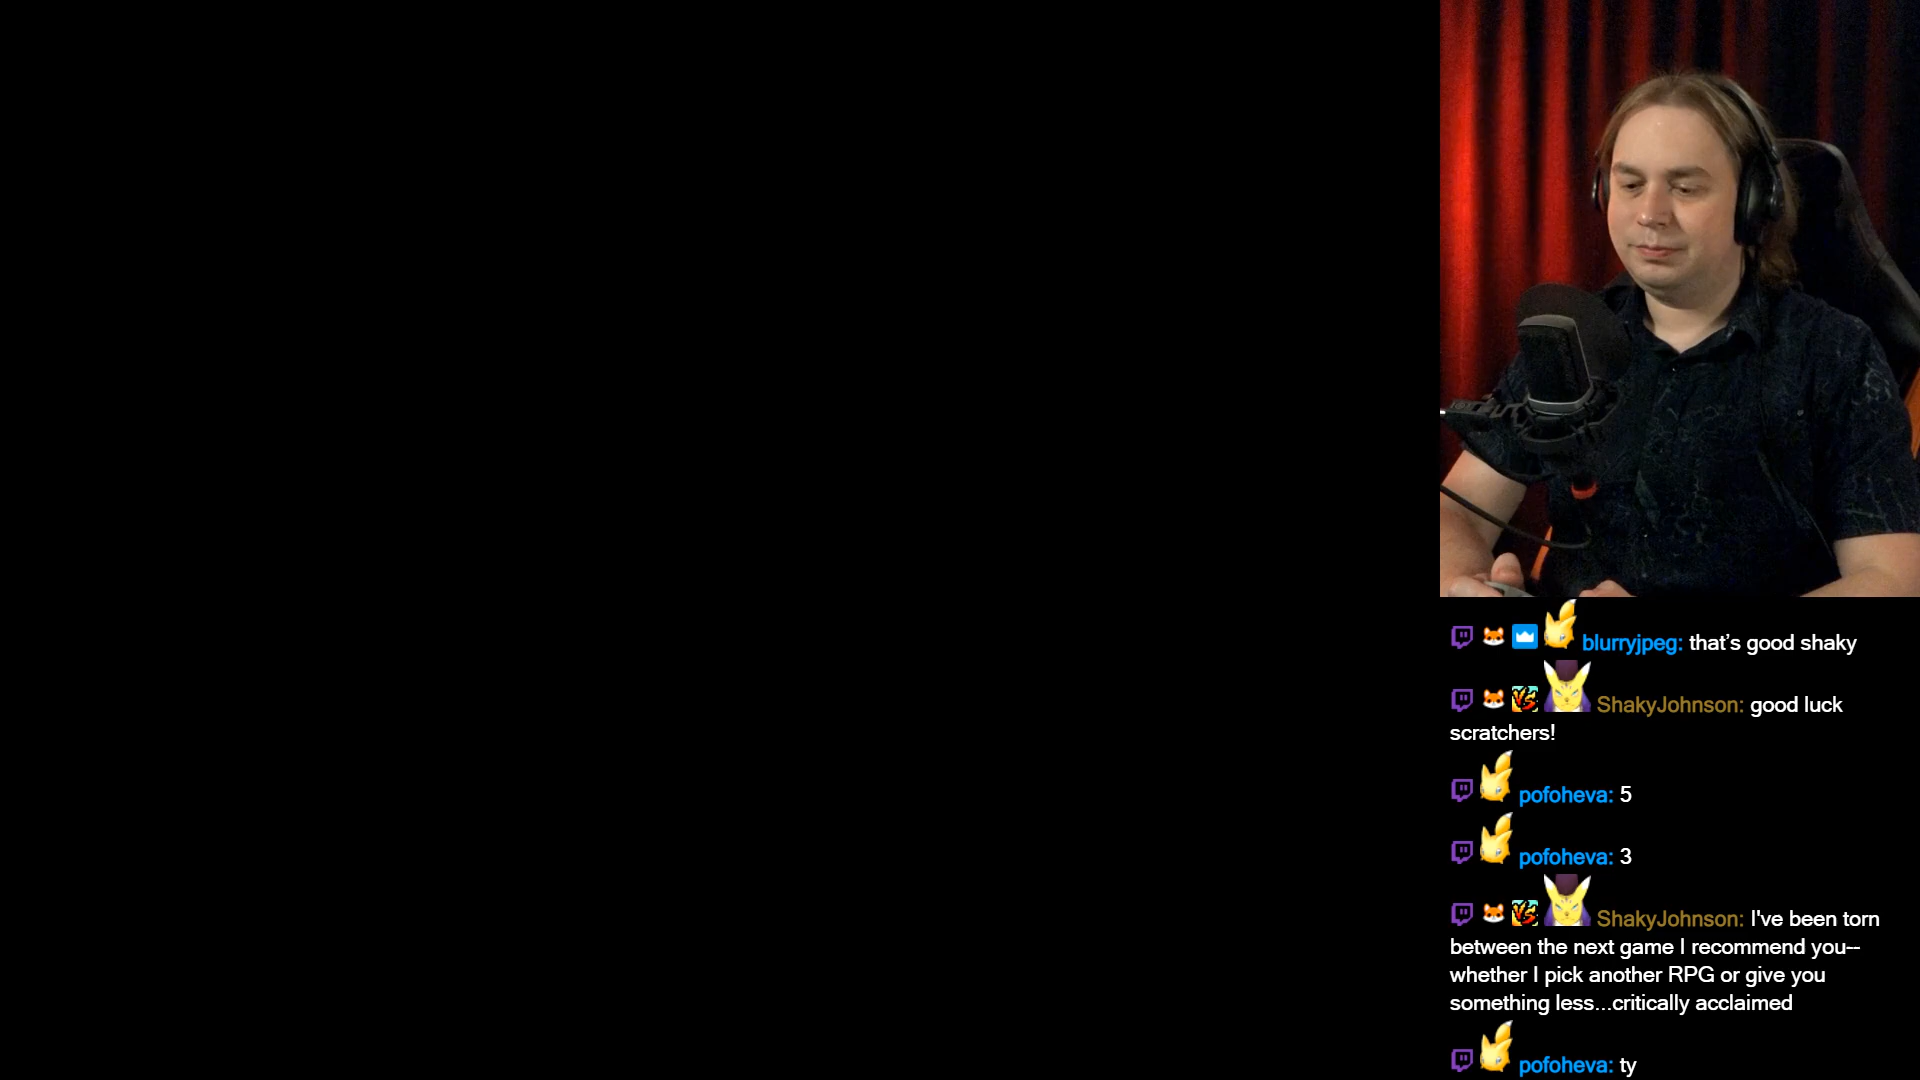 blurryjpeg: that’s good shaky
ShakyJohnson: good luck
scratchers!
pofoheva: 5
pofoheva: 3
ShakyJohnson: I've been torn
between the next game I recommend you--
whether I pick another RPG or give you
something less...critically acclaimed
pofoheva: ty